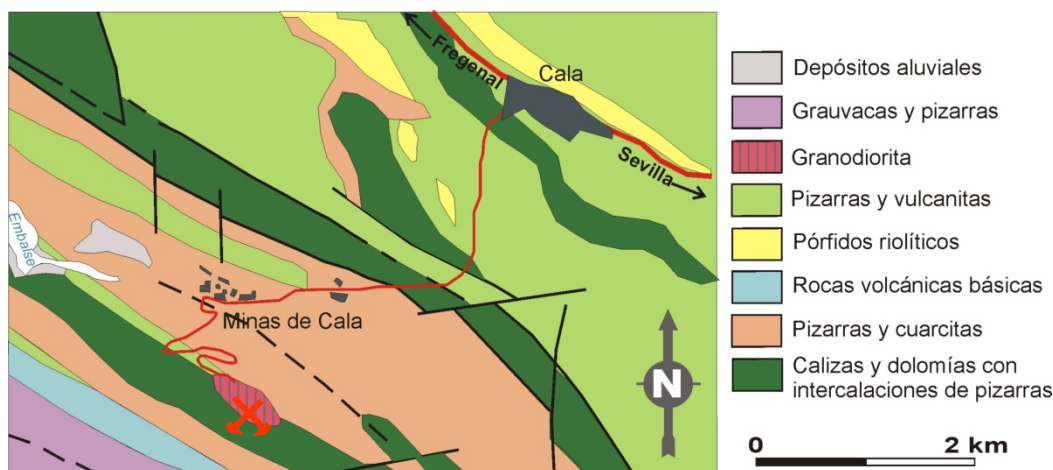 Fregenal
Cala
Sevilla
Embalse
Minas de Cala
N
Depósitos aluviales
Grauvacas y pizarras
Granodiorita
Pizarras y vulcanitas
Pórfidos riolíticos
Rocas volcánicas básicas
Pizarras y cuarcitas
Calizas y dolomías con
intercalaciones de pizarras
0 2 km